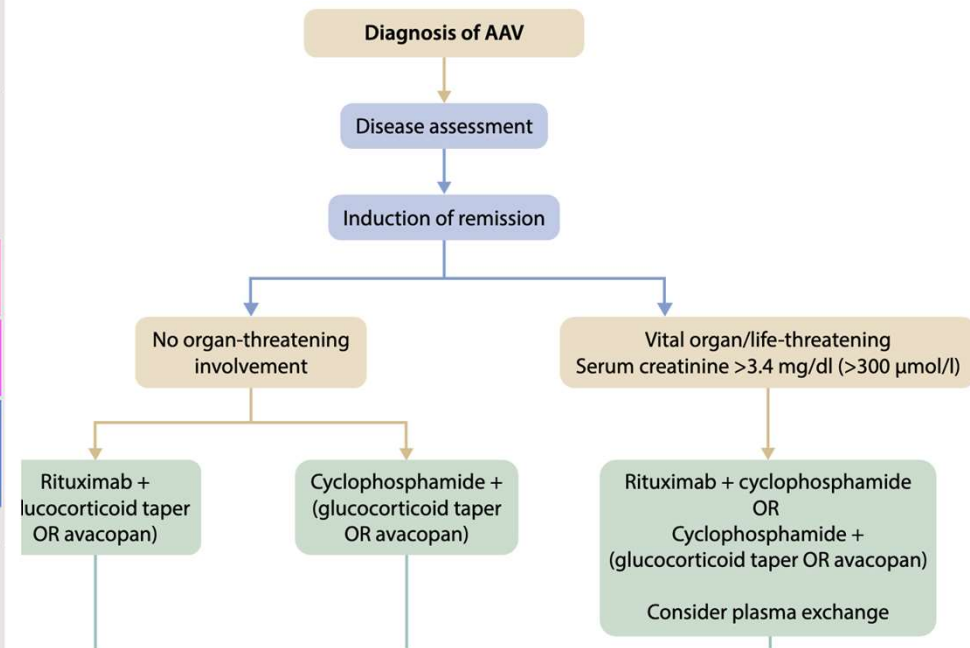 Diagnosis of AAV
Disease assessment
Induction of remission
No organ-threatening
involvement
Vital organ/life-threatening
Serum creatinine >3.4 mg/dl (>300 µmol/l)
Rituximab +
lucocorticoid taper
OR avacopan)
Cyclophosphamide +
(glucocorticoid taper
OR avacopan)
Rituximab + cyclophosphamide
OR
Cyclophosphamide +
(glucocorticoid taper OR avacopan)
Consider plasma exchange